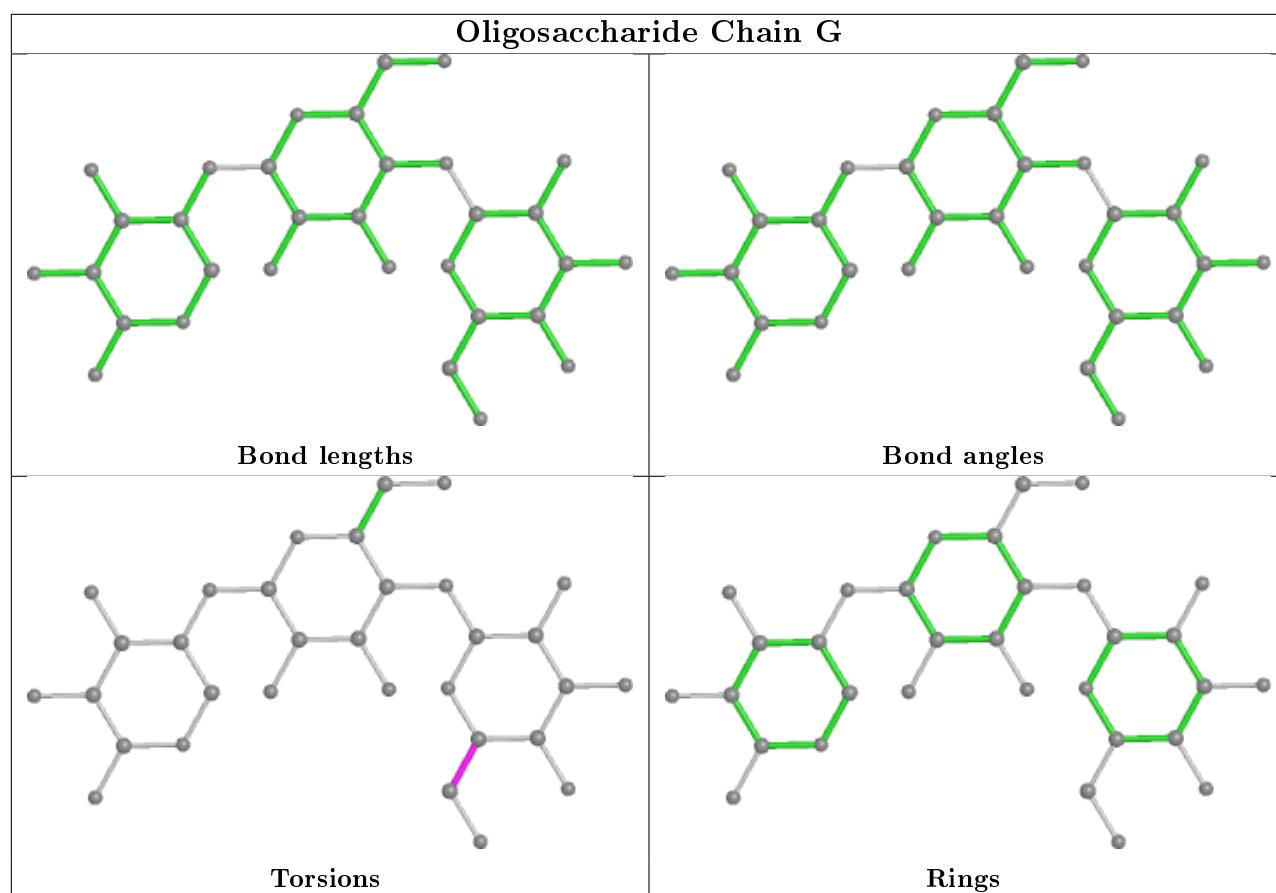 Oligosaccharide Chain G
Bond lengths
Bond angles
Torsions
Rings